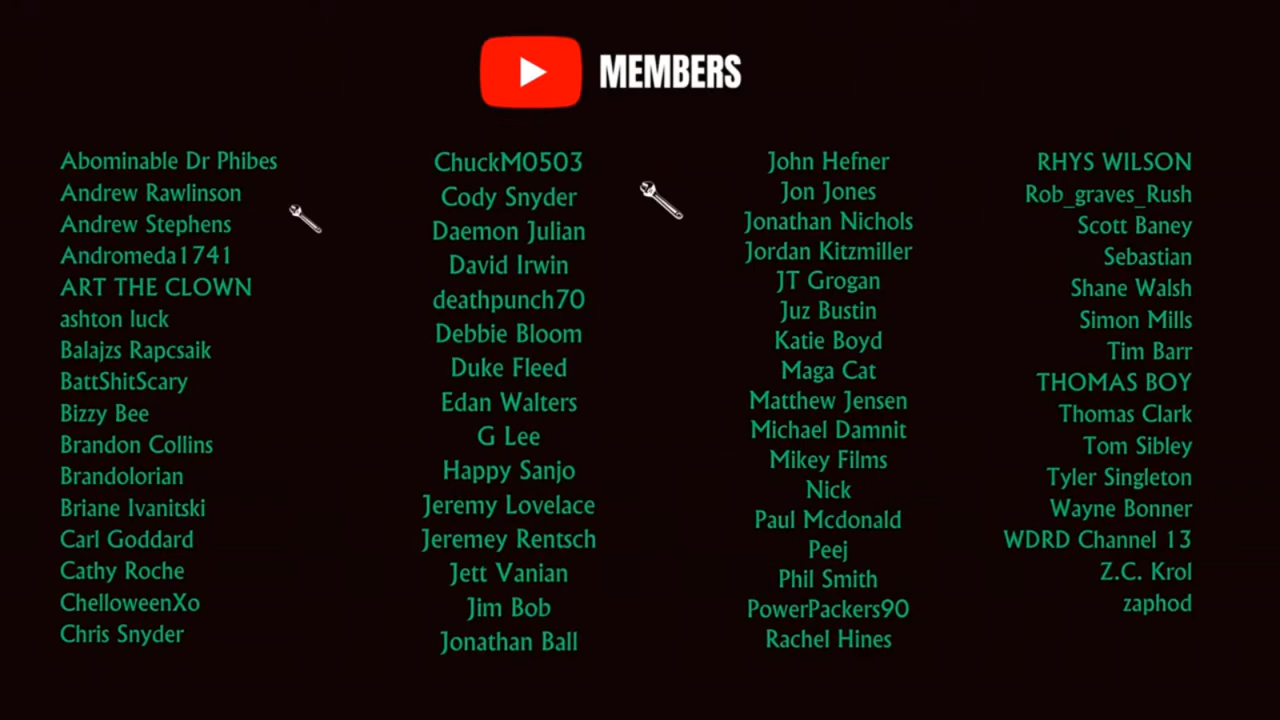 MEMBERS
Abominable Dr Phibes
Andrew Rawlinson
Andrew Stephens
Andromeda1741
ART THE CLOWN
ashton luck
Balajzs Rapcsaik
BattShitScary
Bizzy Bee
Brandon Collins
Brandolorian
Briane Ivanitski
Carl Goddard
Cathy Roche
ChelloweenXo
Chris Snyder
ChuckM0503
Cody Snyder
Daemon Julian
David Irwin
deathpunch70
Debbie Bloom
Duke Fleed
Edan Walters
G Lee
Happy Sanjo
Jeremy Lovelace
Jeremey Rentsch
Jett Vanian
Jim Bob
Jonathan Ball
John Hefner
Jon Jones
Jonathan Nichols
Jordan Kitzmiller
JT Grogan
Juz Bustin
Katie Boyd
Maga Cat
Matthew Jensen
Michael Damnit
Mikey Films
Nick
Paul Mcdonald
Peej
Phil Smith
PowerPackers90
Rachel Hines
RHYS WILSON
Rob_graves_Rush
Scott Baney
Sebastian
Shane Walsh
Simon Mills
Tim Barr
THOMAS BOY
Thomas Clark
Tom Sibley
Tyler Singleton
Wayne Bonner
WDRD Channel 13
Z.C. Krol
zaphod